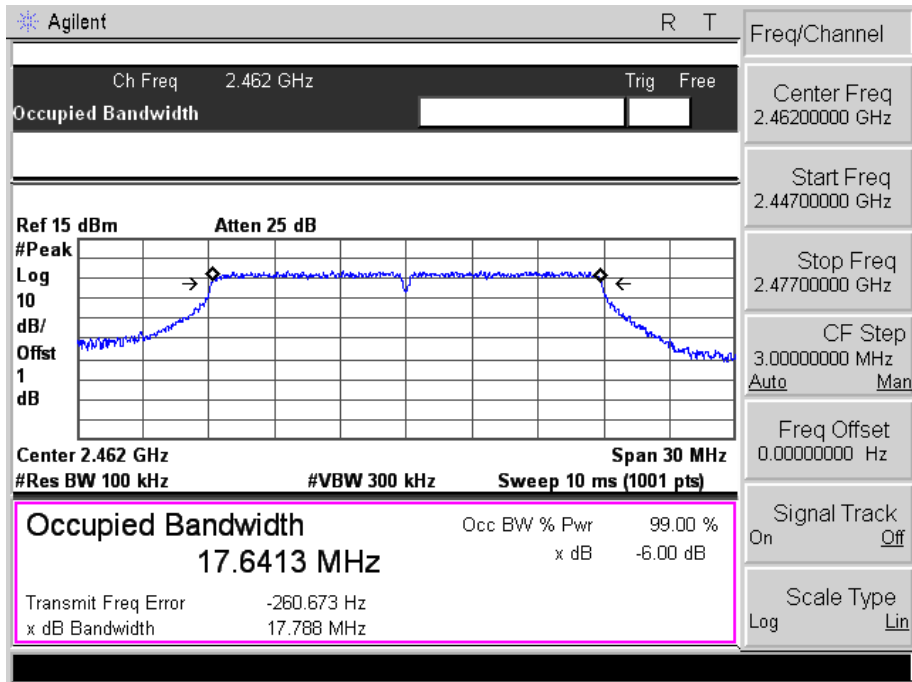 Agilent R T
Freq/Channel
Ch Freq 2.462 GHz Trig Free
Occupied Bandwidth
Center Freq
2.46200000 GHz
Start Freq
2.44700000 GHz
Stop Freq
2.47700000 GHz
CF Step
3.00000000 MHz
Auto Man
Freq Offset
0.00000000 Hz
Signal Track
On Off
Scale Type
Log Lin
Ref 15 dBm Atten 25 dB
#Peak
Log
10
dB/
Offst
1
dB
Center 2.462 GHz Span 30 MHz
#Res BW 100 kHz #VBW 300 kHz Sweep 10 ms (1001 pts)
Occupied Bandwidth Occ BW % Pwr 99.00 %
17.6413 MHz x dB -6.00 dB
Transmit Freq Error -260.673 Hz
x dB Bandwidth 17.788 MHz